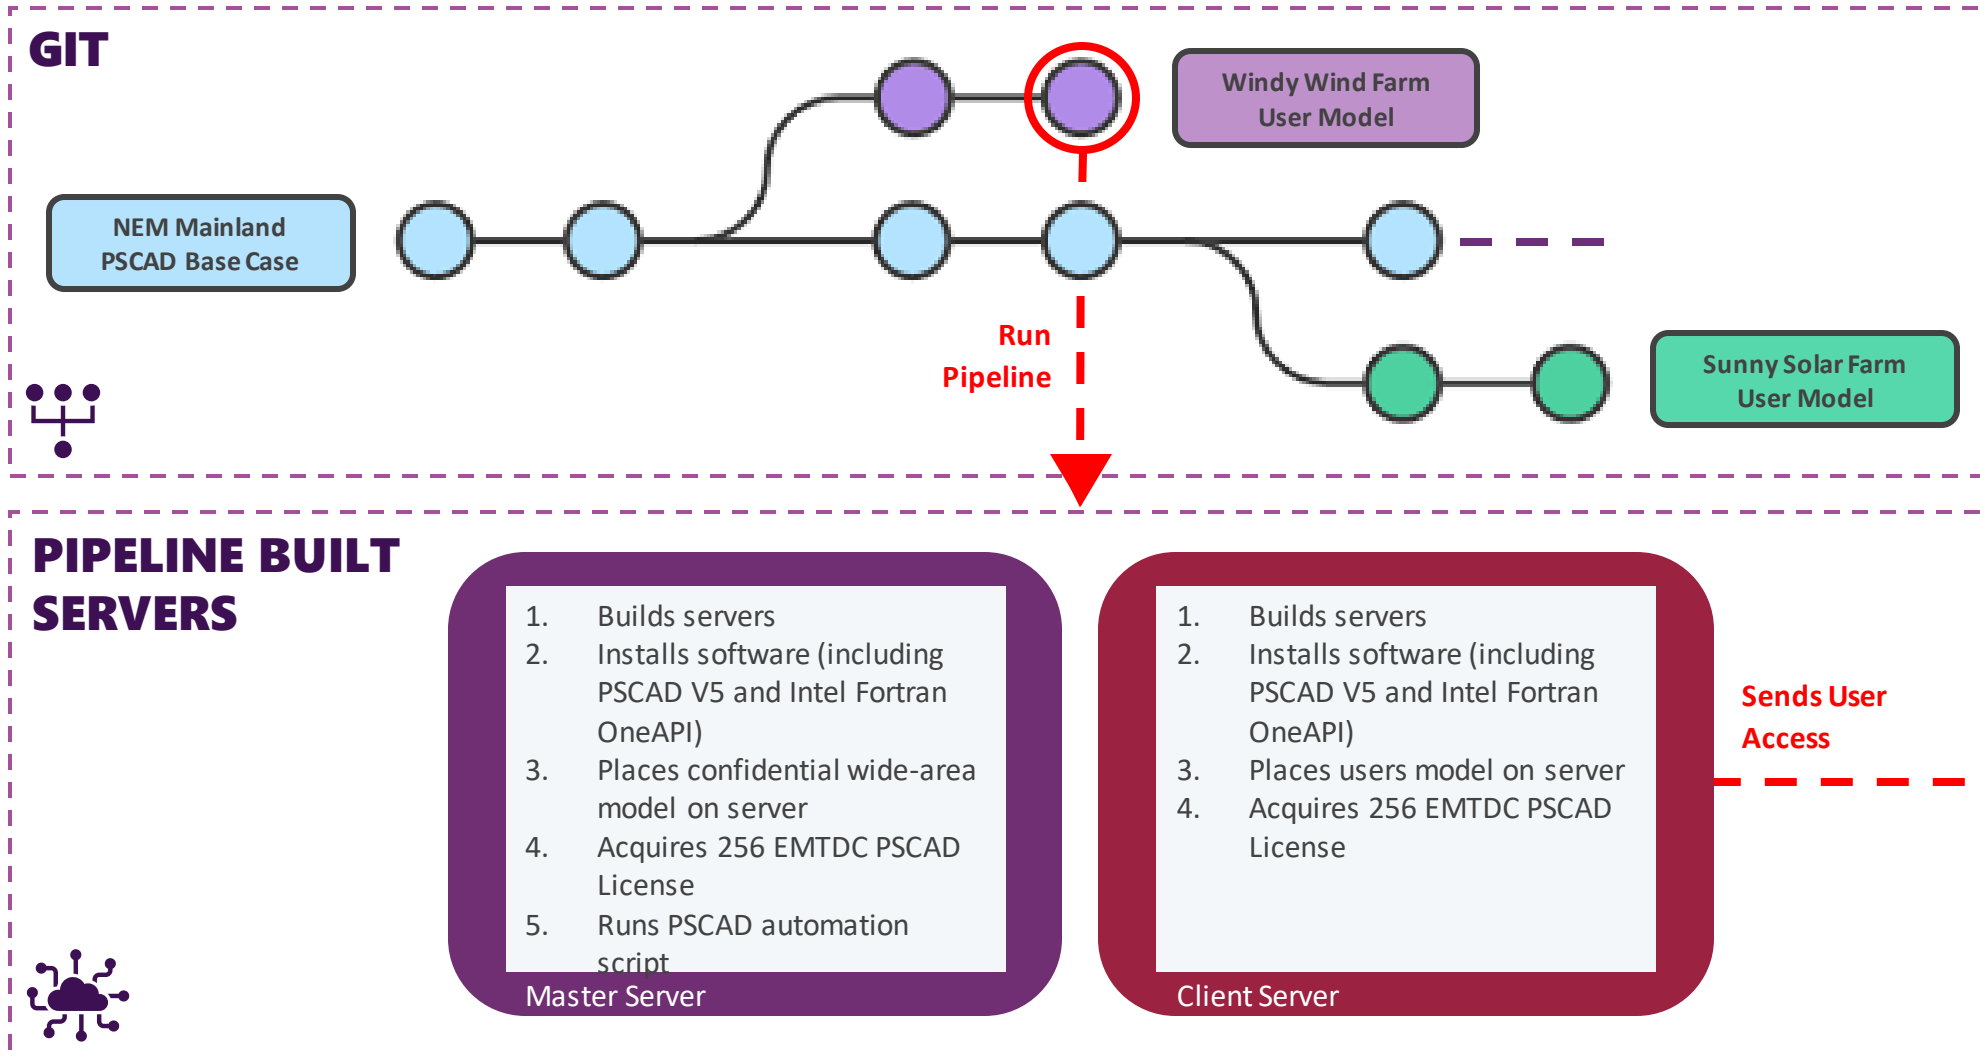 GIT
Windy Wind Farm
User Model
NEM Mainland
PSCAD Base Case
Run
Pipeline
Sunny Solar Farm
User Model
PIPELINE BUILT
SERVERS
1. Builds servers
2. Installs software (including
PSCAD V5 and Intel Fortran
OneAPI)
3. Places confidential wide-area
model on server
4. Acquires 256 EMTDC PSCAD
License
5. Runs PSCAD automation
script
Master Server
1. Builds servers
2. Installs software (including
PSCAD V5 and Intel Fortran
OneAPI)
3. Places users model on server
4. Acquires 256 EMTDC PSCAD
License
Client Server
Sends User
Access